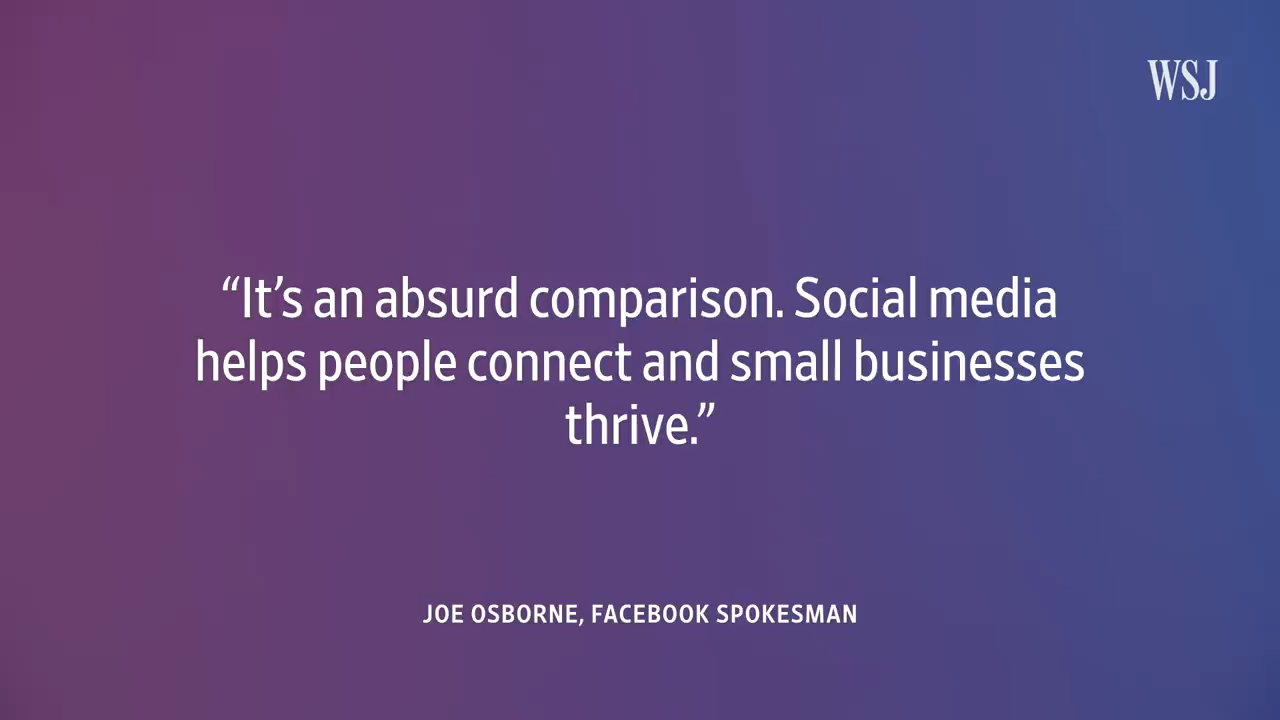 WSJ
“It’s an absurd comparison. Social media
helps people connect and small businesses
thrive.”
JOE OSBORNE, FACEBOOK SPOKESMAN